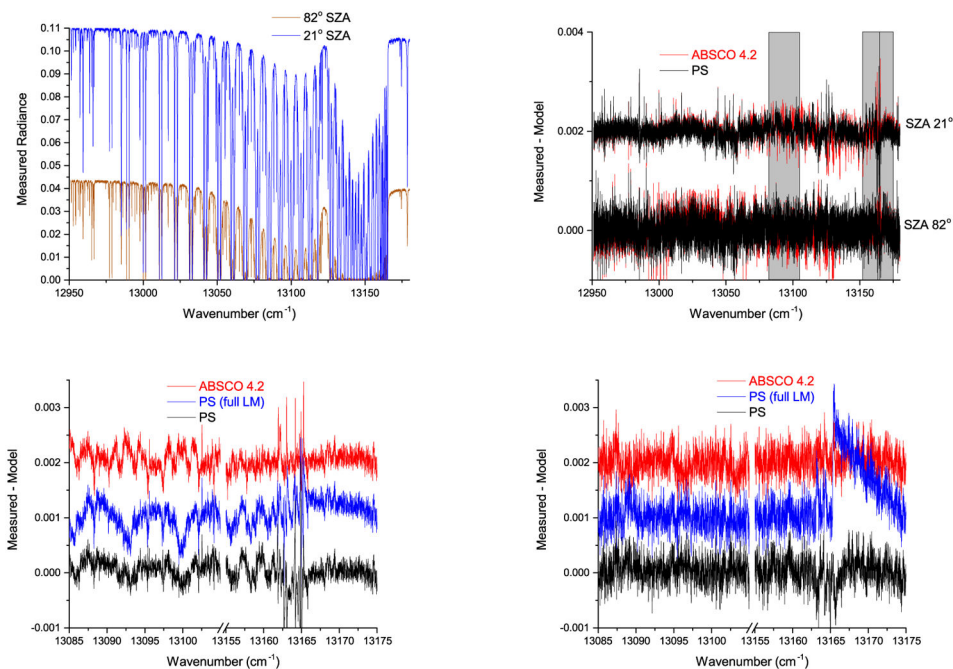 82° SZA
21° SZA
0.11
0.10
0.09
0.08
0.07
0.06
0.05
0.04
0.03
0.02
0.01
0.00
Measured Radiance
12950 13000 13050 13100 13150
Wavenumber (cm⁻¹)
ABSCO 4.2
PS
0.004
0.002
0.000
Measured - Model
SZA 21°
SZA 82°
12950 13000 13050 13100 13150
Wavenumber (cm⁻¹)
ABSCO 4.2
PS (full LM)
PS
0.003
0.002
0.001
0.000
-0.001
Measured - Model
13085 13090 13095 13100 13155 13160 13165 13170 13175
Wavenumber (cm⁻¹)
ABSCO 4.2
PS (full LM)
PS
0.003
0.002
0.001
0.000
-0.001
Measured - Model
13085 13090 13095 13100 13155 13160 13165 13170 13175
Wavenumber (cm⁻¹)